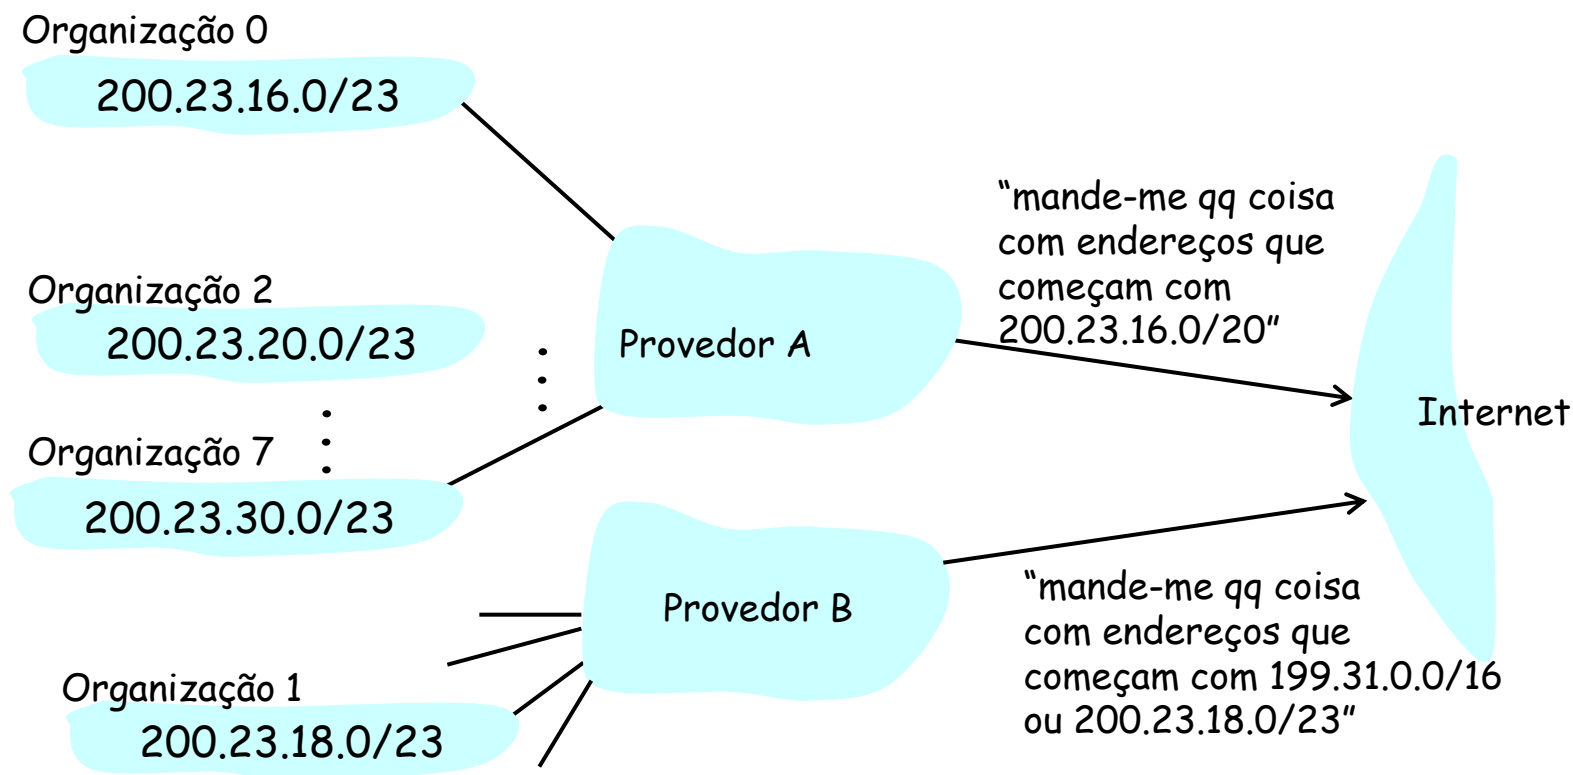 Organização 0
200.23.16.0/23
Organização 2
200.23.20.0/23
Organização 7
200.23.30.0/23
Provedor A
"mande-me qq coisa
com endereços que
começam com
200.23.16.0/20"
Internet
Provedor B
Organização 1
200.23.18.0/23
"mande-me qq coisa
com endereços que
começam com 199.31.0.0/16
ou 200.23.18.0/23"